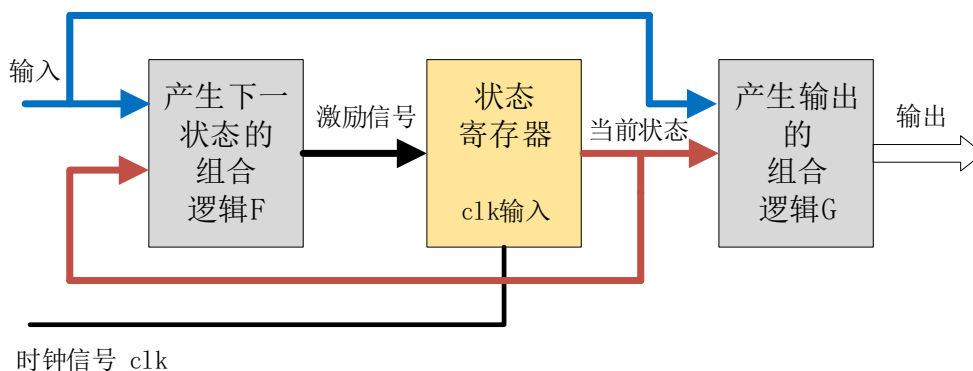 输入
产生下一
状态的
组合
逻辑F
激励信号
状态
寄存器
clk输入
当前状态
产生输出
的
组合
逻辑G
输出
时钟信号 clk